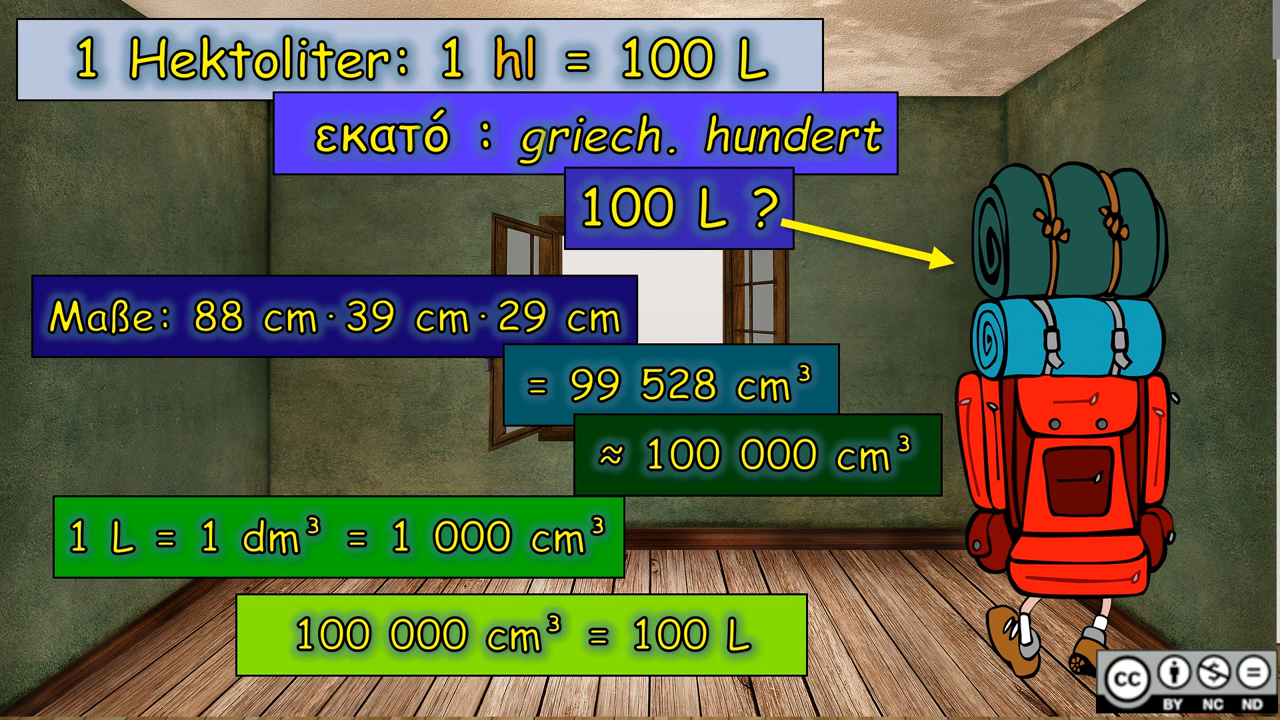 1 Hektoliter: 1 hl = 100 L
εκατό : griech. hundert
100 L ?
Maße: 88 cm · 39 cm · 29 cm
= 99 528 cm³
≈ 100 000 cm³
1 L = 1 dm³ = 1 000 cm³
100 000 cm³ = 100 L
cc
BY NC ND